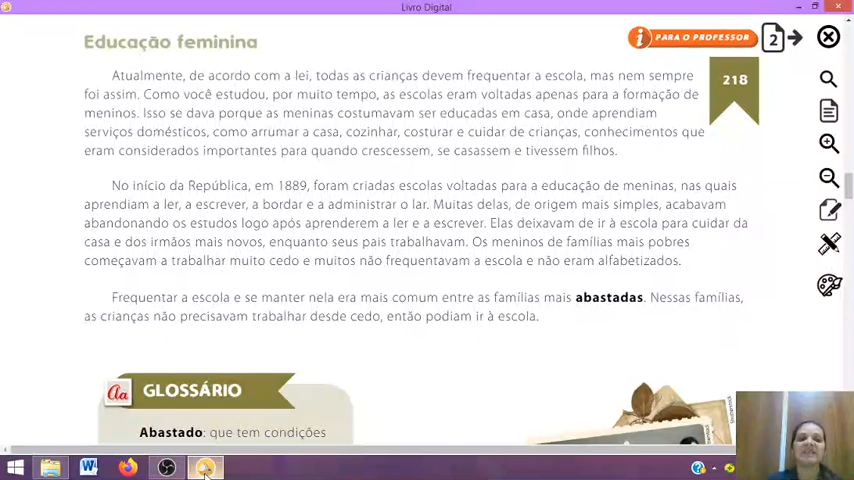 Livro Digital
Educação feminina
PARA O PROFESSOR
2
218
Atualmente, de acordo com a lei, todas as crianças devem frequentar a escola, mas nem sempre
foi assim. Como você estudou, por muito tempo, as escolas eram voltadas apenas para a formação de
meninos. Isso se dava porque as meninas costumavam ser educadas em casa, onde aprendiam
serviços domésticos, como arrumar a casa, cozinhar, costurar e cuidar de crianças, conhecimentos que
eram considerados importantes para quando crescessem, se casassem e tivessem filhos.
No início da República, em 1889, foram criadas escolas voltadas para a educação de meninas, nas quais
aprendiam a ler, a escrever, a bordar e a administrar o lar. Muitas delas, de origem mais simples, acabavam
abandonando os estudos logo após aprenderem a ler e a escrever. Elas deixavam de ir à escola para cuidar da
casa e dos irmãos mais novos, enquanto seus pais trabalhavam. Os meninos de famílias mais pobres
começavam a trabalhar muito cedo e muitos não frequentavam a escola e não eram alfabetizados.
Frequentar a escola e se manter nela era mais comum entre as famílias mais abastadas. Nessas famílias,
as crianças não precisavam trabalhar desde cedo, então podiam ir à escola.
Aa GLOSSÁRIO
Abastado: que tem condições